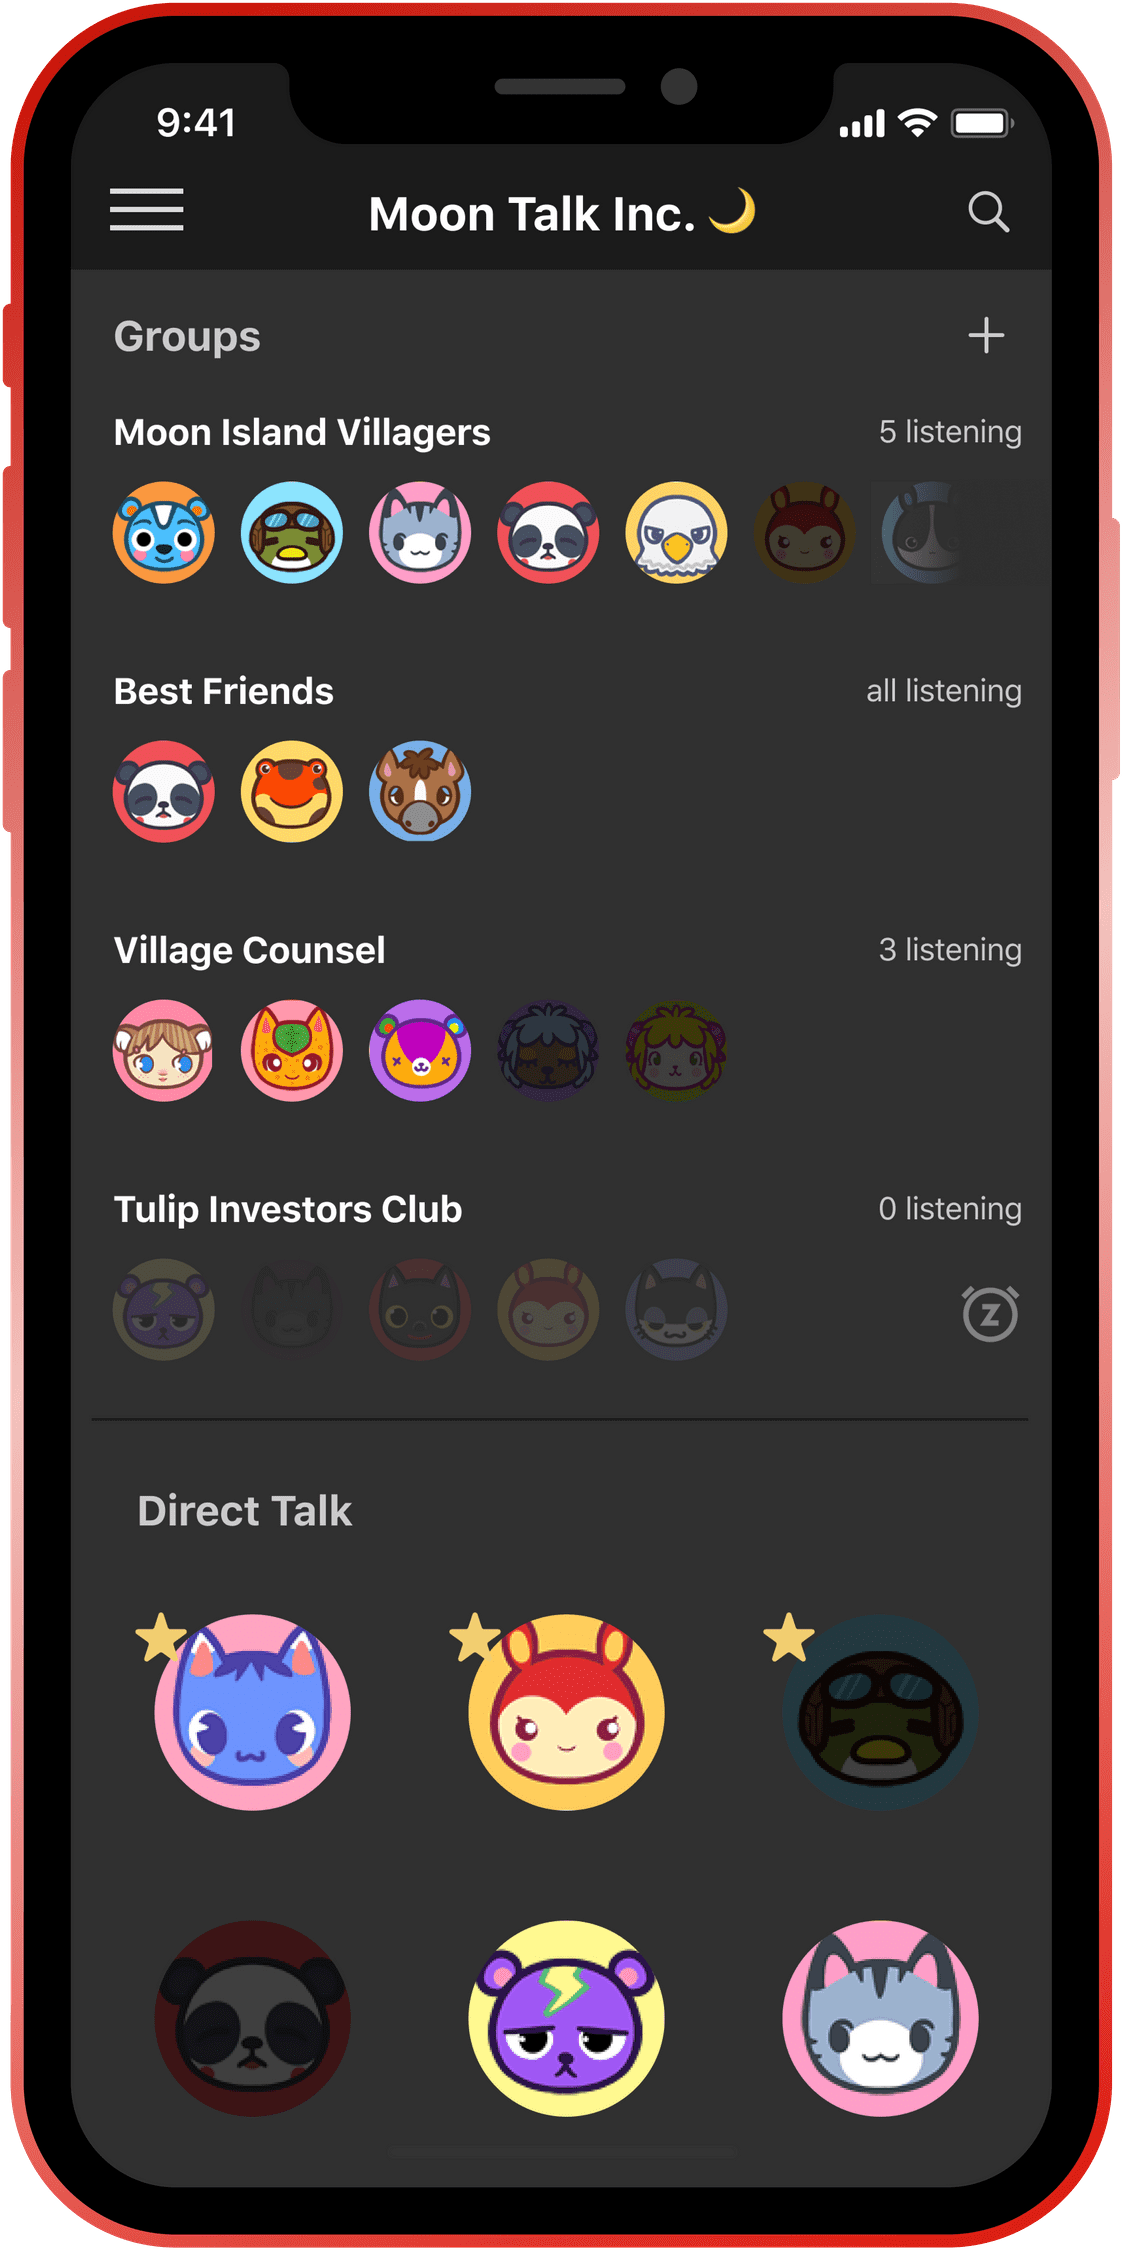 9:41
Moon Talk Inc. 🌙
Groups
Moon Island Villagers
5 listening
Best Friends
all listening
Village Counsel
3 listening
Tulip Investors Club
0 listening
z
Direct Talk